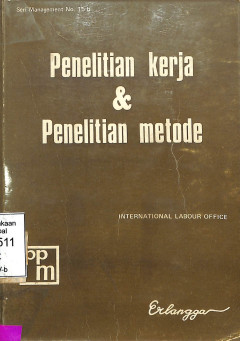 Seri Management No. 15 b
Penelitian kerja
&
Penelitian metode
INTERNATIONAL LABOUR OFFICE
pp
m
Erlangga